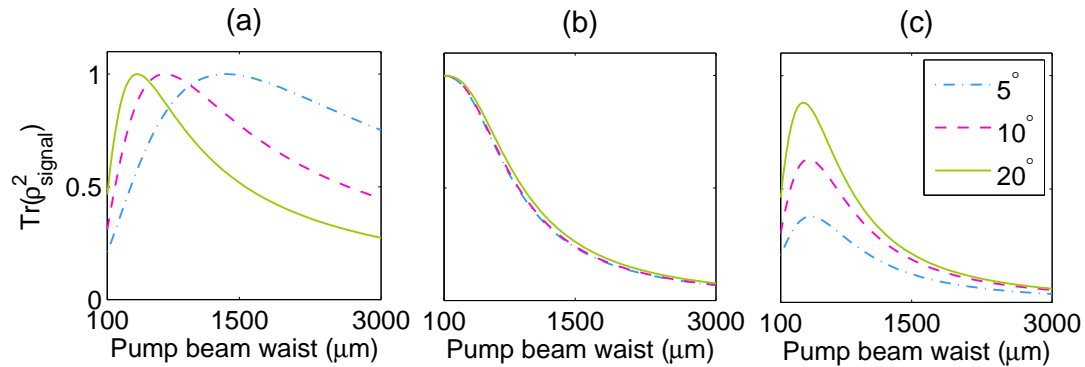 (a)
(b)
(c)
Tr(ρ²signal)
1
0.5
0
100 1500 3000
100 1500 3000
100 1500 3000
Pump beam waist (μm)
Pump beam waist (μm)
Pump beam waist (μm)
5°
10°
20°